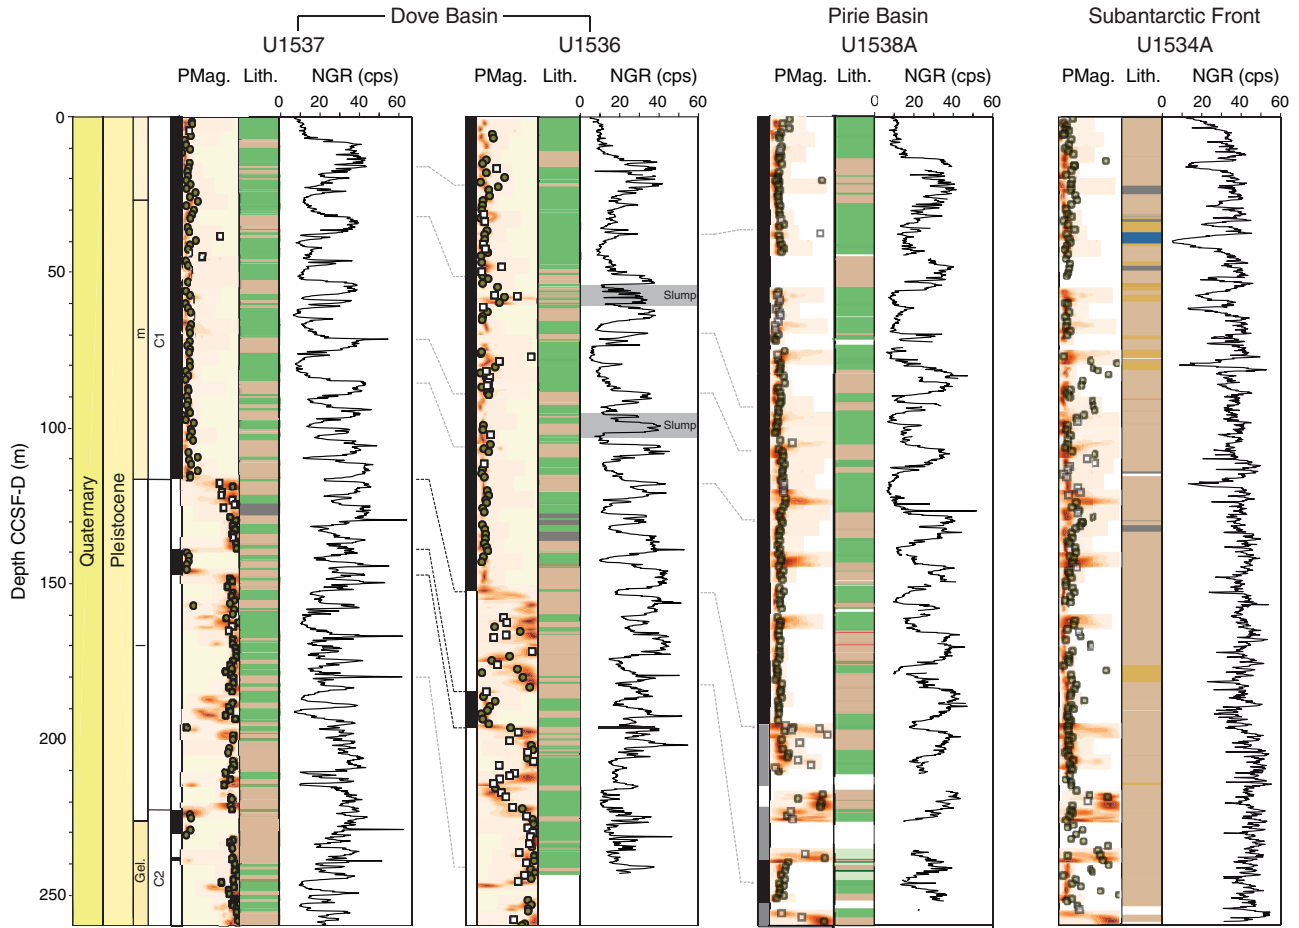 Dove Basin Pirie Basin Subantarctic Front
U1537 U1536 U1538A U1534A
PMag. Lith. NGR (cps) PMag. Lith. NGR (cps) PMag. Lith. NGR (cps) PMag. Lith. NGR (cps)
0 20 40 60 0 20 40 60 0 20 40 60 0 20 40 60
0
50
100
150
200
250
Depth CCSF-D (m)
Quaternary
Pleistocene
m
l
Gel.
C1
C2
Slump
Slump